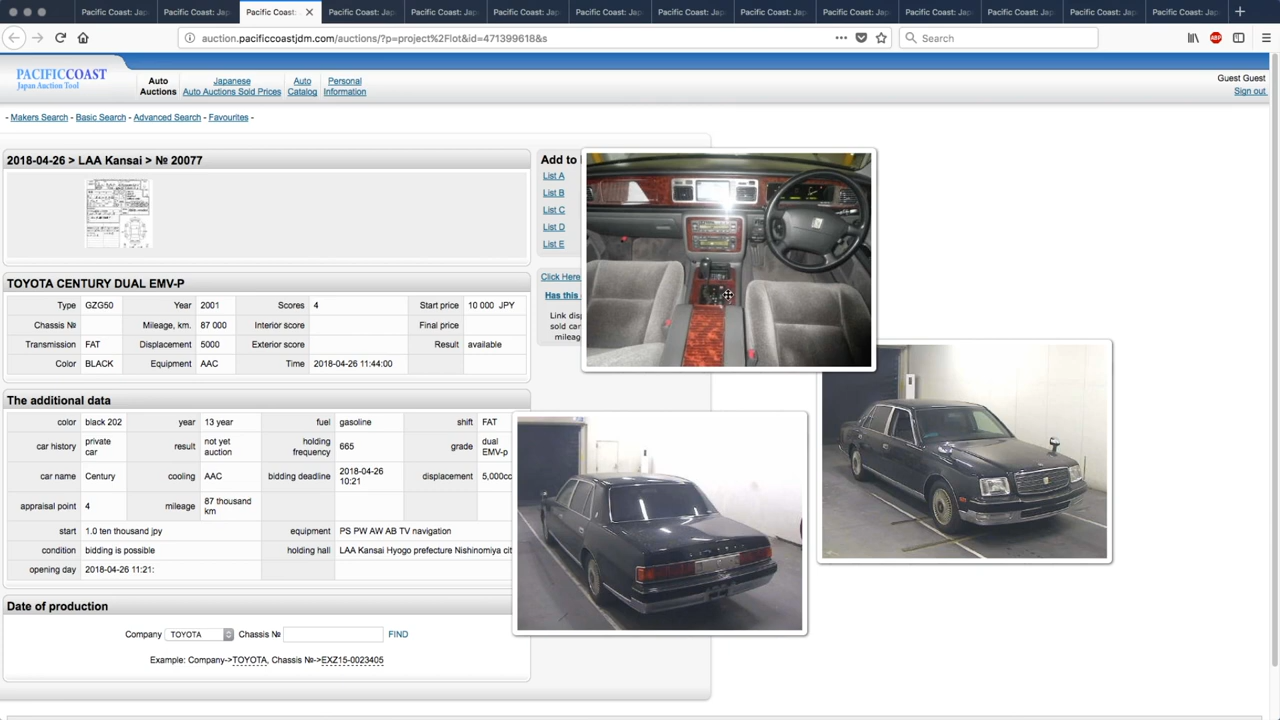 Pacific Coast: Jap
Pacific Coast: Jap
Pacific Coast:
Pacific Coast: Jap
Pacific Coast: Jap
Pacific Coast: Jap
Pacific Coast: Jap
Pacific Coast: Jap
Pacific Coast: Jap
Pacific Coast: Jap
Pacific Coast: Jap
Pacific Coast: Jap
Pacific Coast: Jap
Pacific Coast: Jap
auction.pacificcoastjdm.com/auctions/?p=project%2Flot&id=471399618&s
Search
ABP
PACIFICCOAST
Japan Auction Tool
Auto Auctions
Japanese Auto Auctions Sold Prices
Auto Catalog
Personal Information
Guest Guest
Sign out
- Makers Search - Basic Search - Advanced Search - Favourites -
2018-04-26 > LAA Kansai > № 20077
Add to
List A
List B
List C
List D
List E
Click Here
Has this
Link disp
sold car
mileag
TOYOTA CENTURY DUAL EMV-P
Type GZG50 Year 2001 Scores 4 Start price 10 000 JPY
Chassis № Mileage, km. 87 000 Interior score Final price
Transmission FAT Displacement 5000 Exterior score Result available
Color BLACK Equipment AAC Time 2018-04-26 11:44:00
The additional data
color black 202 year 13 year fuel gasoline shift FAT
car history private car result not yet auction holding frequency 665 grade dual EMV-p
car name Century cooling AAC bidding deadline 2018-04-26 10:21 displacement 5,000cc
appraisal point 4 mileage 87 thousand km
start 1.0 ten thousand jpy equipment PS PW AW AB TV navigation
condition bidding is possible holding hall LAA Kansai Hyogo prefecture Nishinomiya cit
opening day 2018-04-26 11:21:
Date of production
Company TOYOTA Chassis № FIND
Example: Company->TOYOTA, Chassis №->EXZ15-0023405